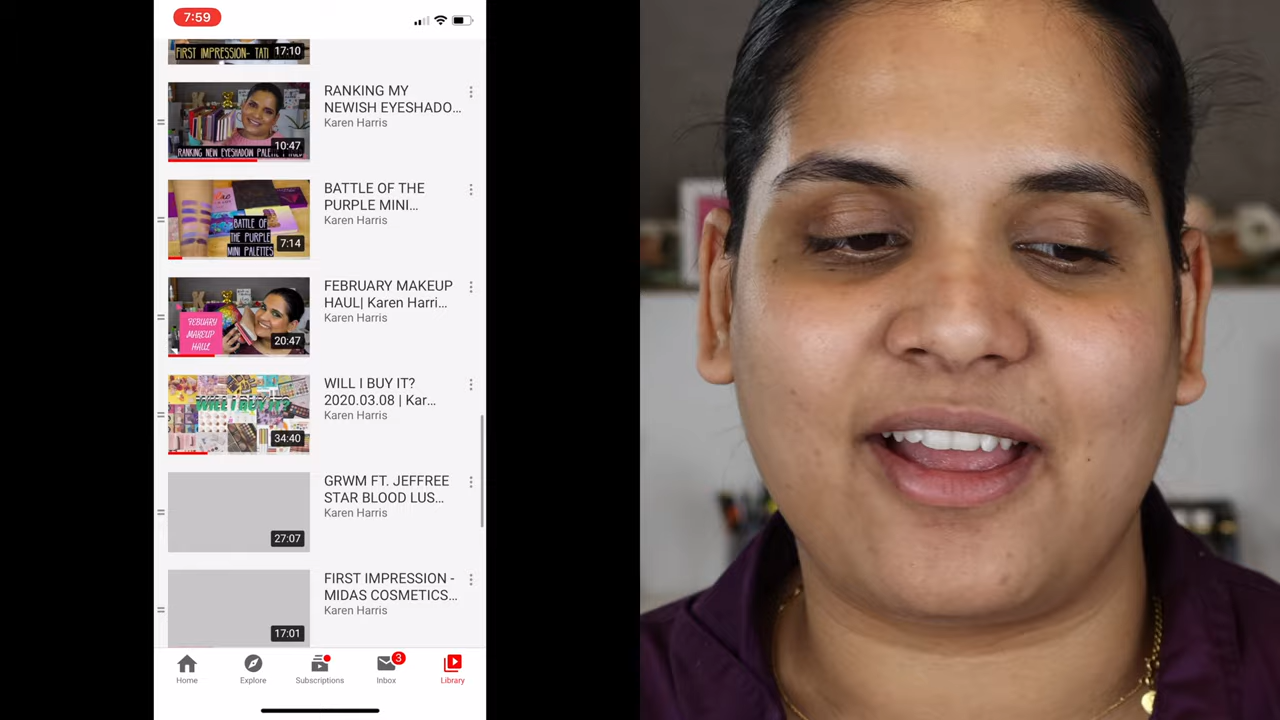 7:59
FIRST IMPRESSION- TATI
17:10
RANKING MY
NEWISH EYESHADO...
Karen Harris
10:47
RANKING NEW EYESHADOW
BATTLE OF THE
PURPLE MINI...
Karen Harris
BATTLE OF
THE PURPLE
MINI PALETTES
7:14
FEBRUARY MAKEUP
HAUL| Karen Harri...
Karen Harris
FEBUARY
MAKEUP
HAUL
20:47
WILL I BUY IT?
2020.03.08 | Kar...
Karen Harris
WILL I BUY IT?
34:40
GRWM FT. JEFFREE
STAR BLOOD LUS...
Karen Harris
27:07
FIRST IMPRESSION -
MIDAS COSMETICS...
Karen Harris
17:01
3
Home
Explore
Subscriptions
Inbox
Library